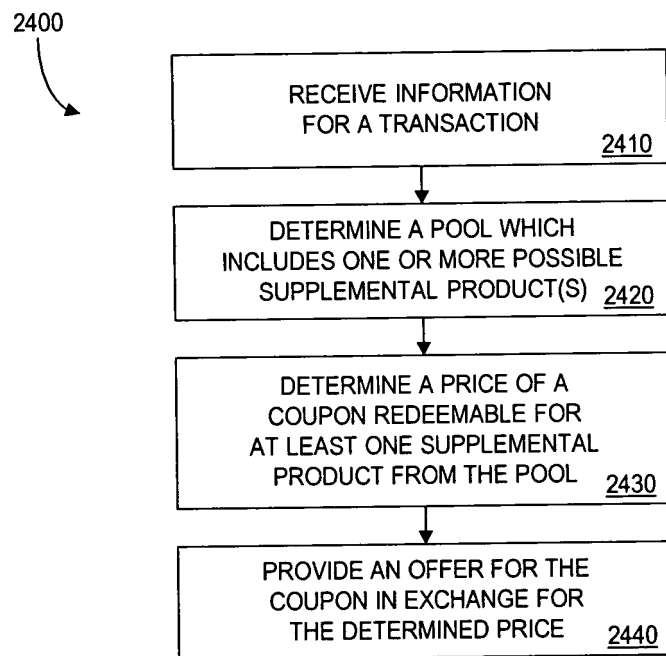 2400
RECEIVE INFORMATION
FOR A TRANSACTION
2410
DETERMINE A POOL WHICH
INCLUDES ONE OR MORE POSSIBLE
SUPPLEMENTAL PRODUCT(S)
2420
DETERMINE A PRICE OF A
COUPON REDEEMABLE FOR
AT LEAST ONE SUPPLEMENTAL
PRODUCT FROM THE POOL
2430
PROVIDE AN OFFER FOR THE
COUPON IN EXCHANGE FOR
THE DETERMINED PRICE
2440